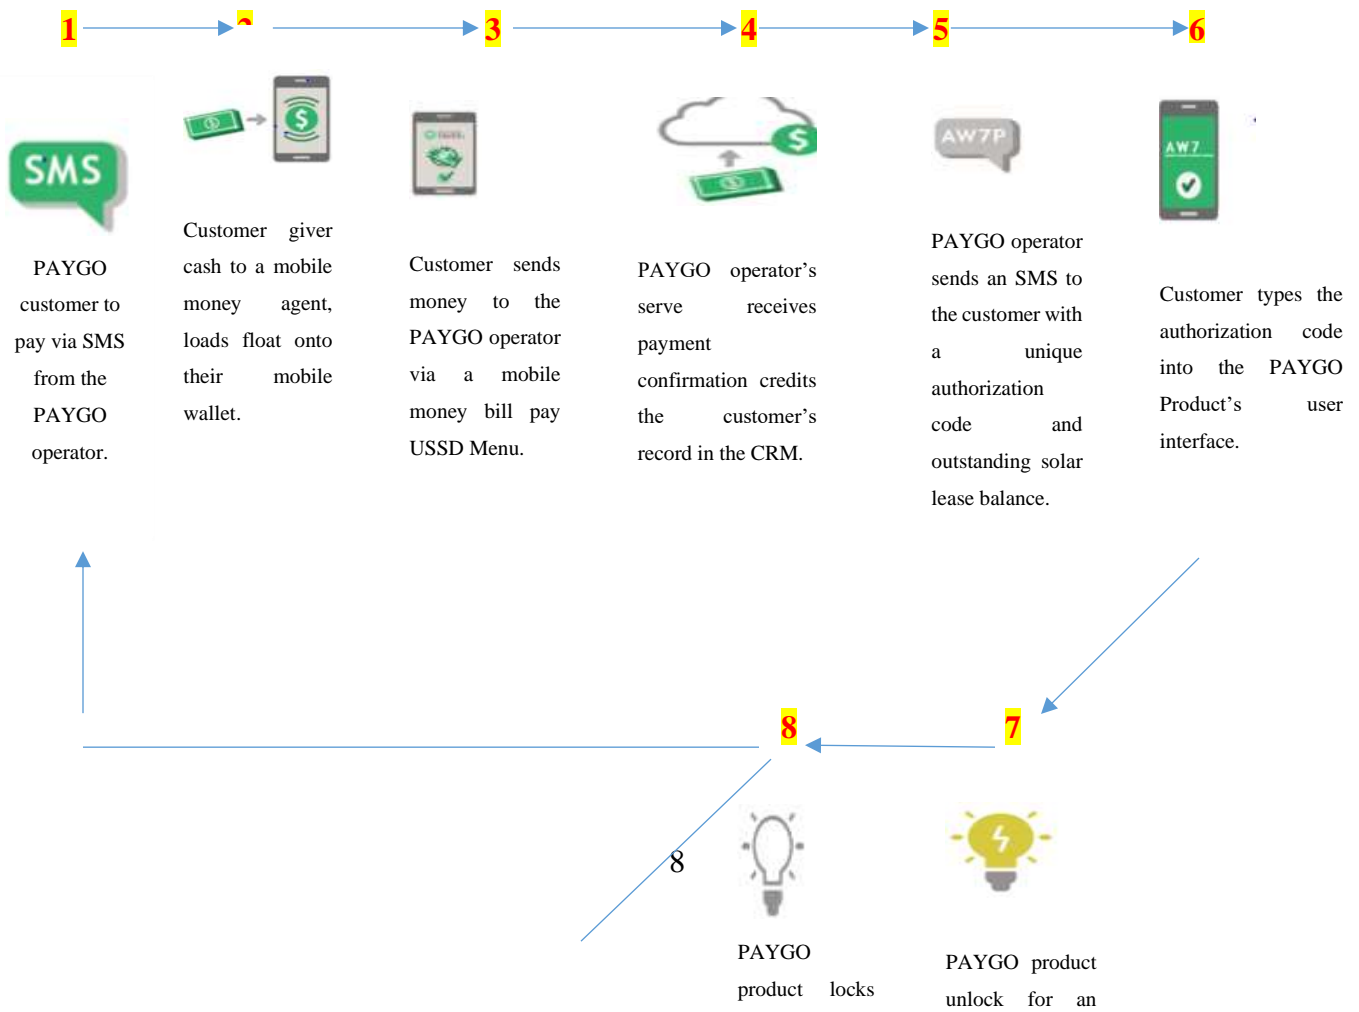 1 2 3 4 5 6
SMS
PAYGO
customer to
pay via SMS
from the
PAYGO
operator.
Customer giver
cash to a mobile
money agent,
loads float onto
their mobile
wallet.
Customer sends
money to the
PAYGO operator
via a mobile
money bill pay
USSD Menu.
$
PAYGO operator’s
serve receives
payment
confirmation credits
the customer’s
record in the CRM.
AW7P
PAYGO operator
sends an SMS to
the customer with
a unique
authorization
code and
outstanding solar
lease balance.
AW7
Customer types the
authorization code
into the PAYGO
Product’s user
interface.
8 7
8
PAYGO
product locks
PAYGO product
unlock for an